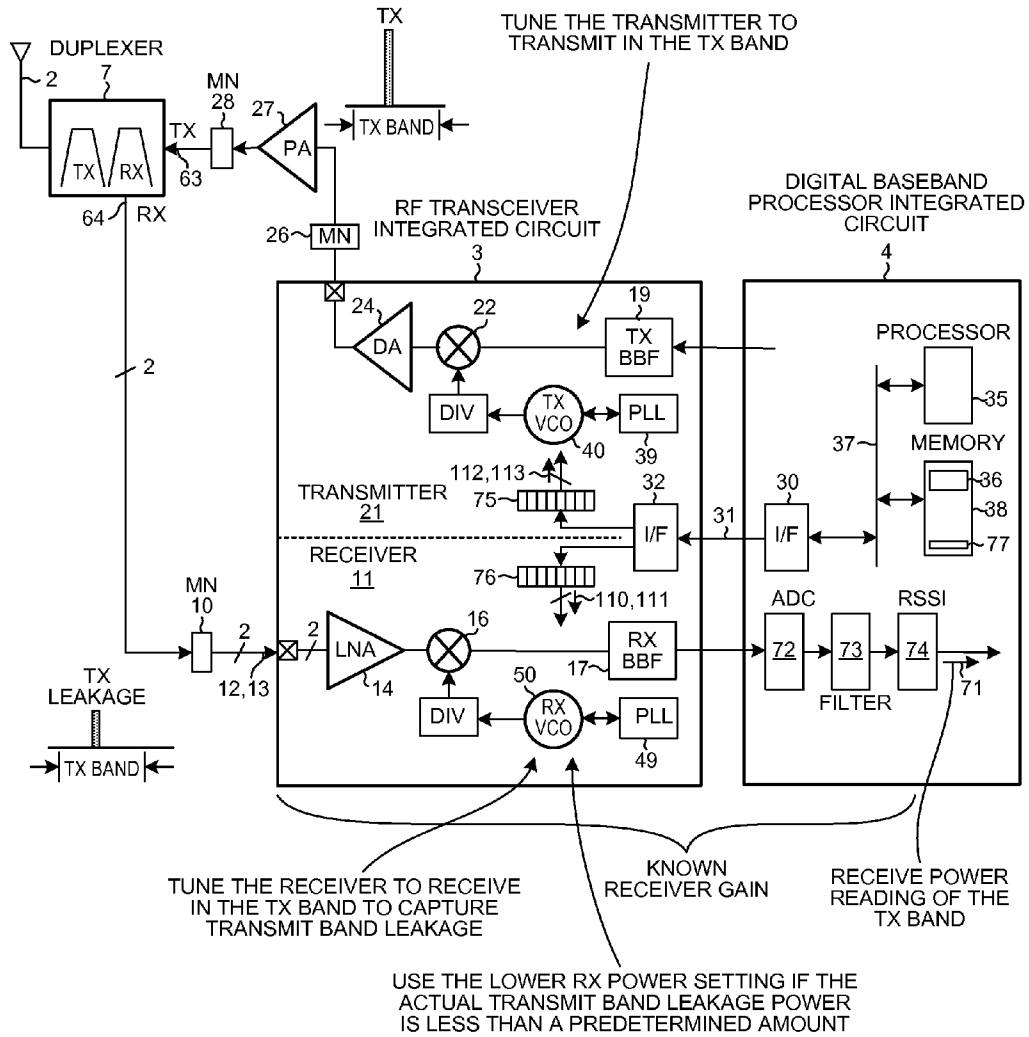 TX
TUNE THE TRANSMITTER TO
TRANSMIT IN THE TX BAND
DUPLEXER
7
2
MN
28
27
PA
TX
63
TX BAND
TX
RX
64
RX
26
MN
RF TRANSCEIVER
INTEGRATED CIRCUIT
3
DIGITAL BASEBAND
PROCESSOR INTEGRATED
CIRCUIT
4
24
DA
22
19
TX
BBF
PROCESSOR
35
DIV
TX
VCO
40
PLL
39
37
MEMORY
36
38
77
2
112,113
TRANSMITTER
21
75
32
I/F
31
30
I/F
RECEIVER
11
76
110,111
MN
10
2
12,13
2
LNA
14
16
RX
BBF
17
ADC
72
73
FILTER
RSSI
74
71
DIV
50
RX
VCO
PLL
49
TX
LEAKAGE
TX BAND
KNOWN
RECEIVER GAIN
TUNE THE RECEIVER TO RECEIVE
IN THE TX BAND TO CAPTURE
TRANSMIT BAND LEAKAGE
RECEIVE POWER
READING OF THE
TX BAND
USE THE LOWER RX POWER SETTING IF THE
ACTUAL TRANSMIT BAND LEAKAGE POWER
IS LESS THAN A PREDETERMINED AMOUNT